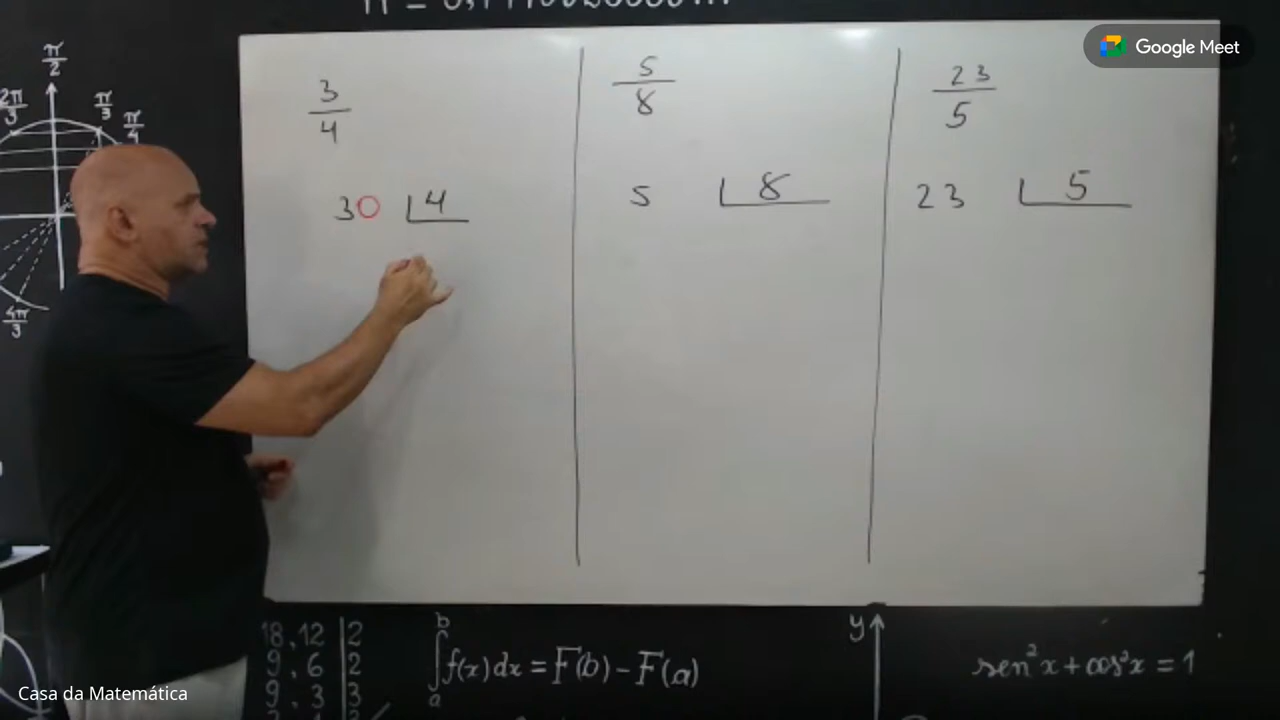 Google Meet
π/2
2π/3
π/3
π/4
4π/3
3/4
30 4
5/8
5 8
23/5
23 5
18, 12 | 2
9, 6 | 2
9, 3 | 3
∫ₐᵇ f(x)dx = F(b) - F(a)
y
sen²x + cos²x = 1
Casa da Matemática